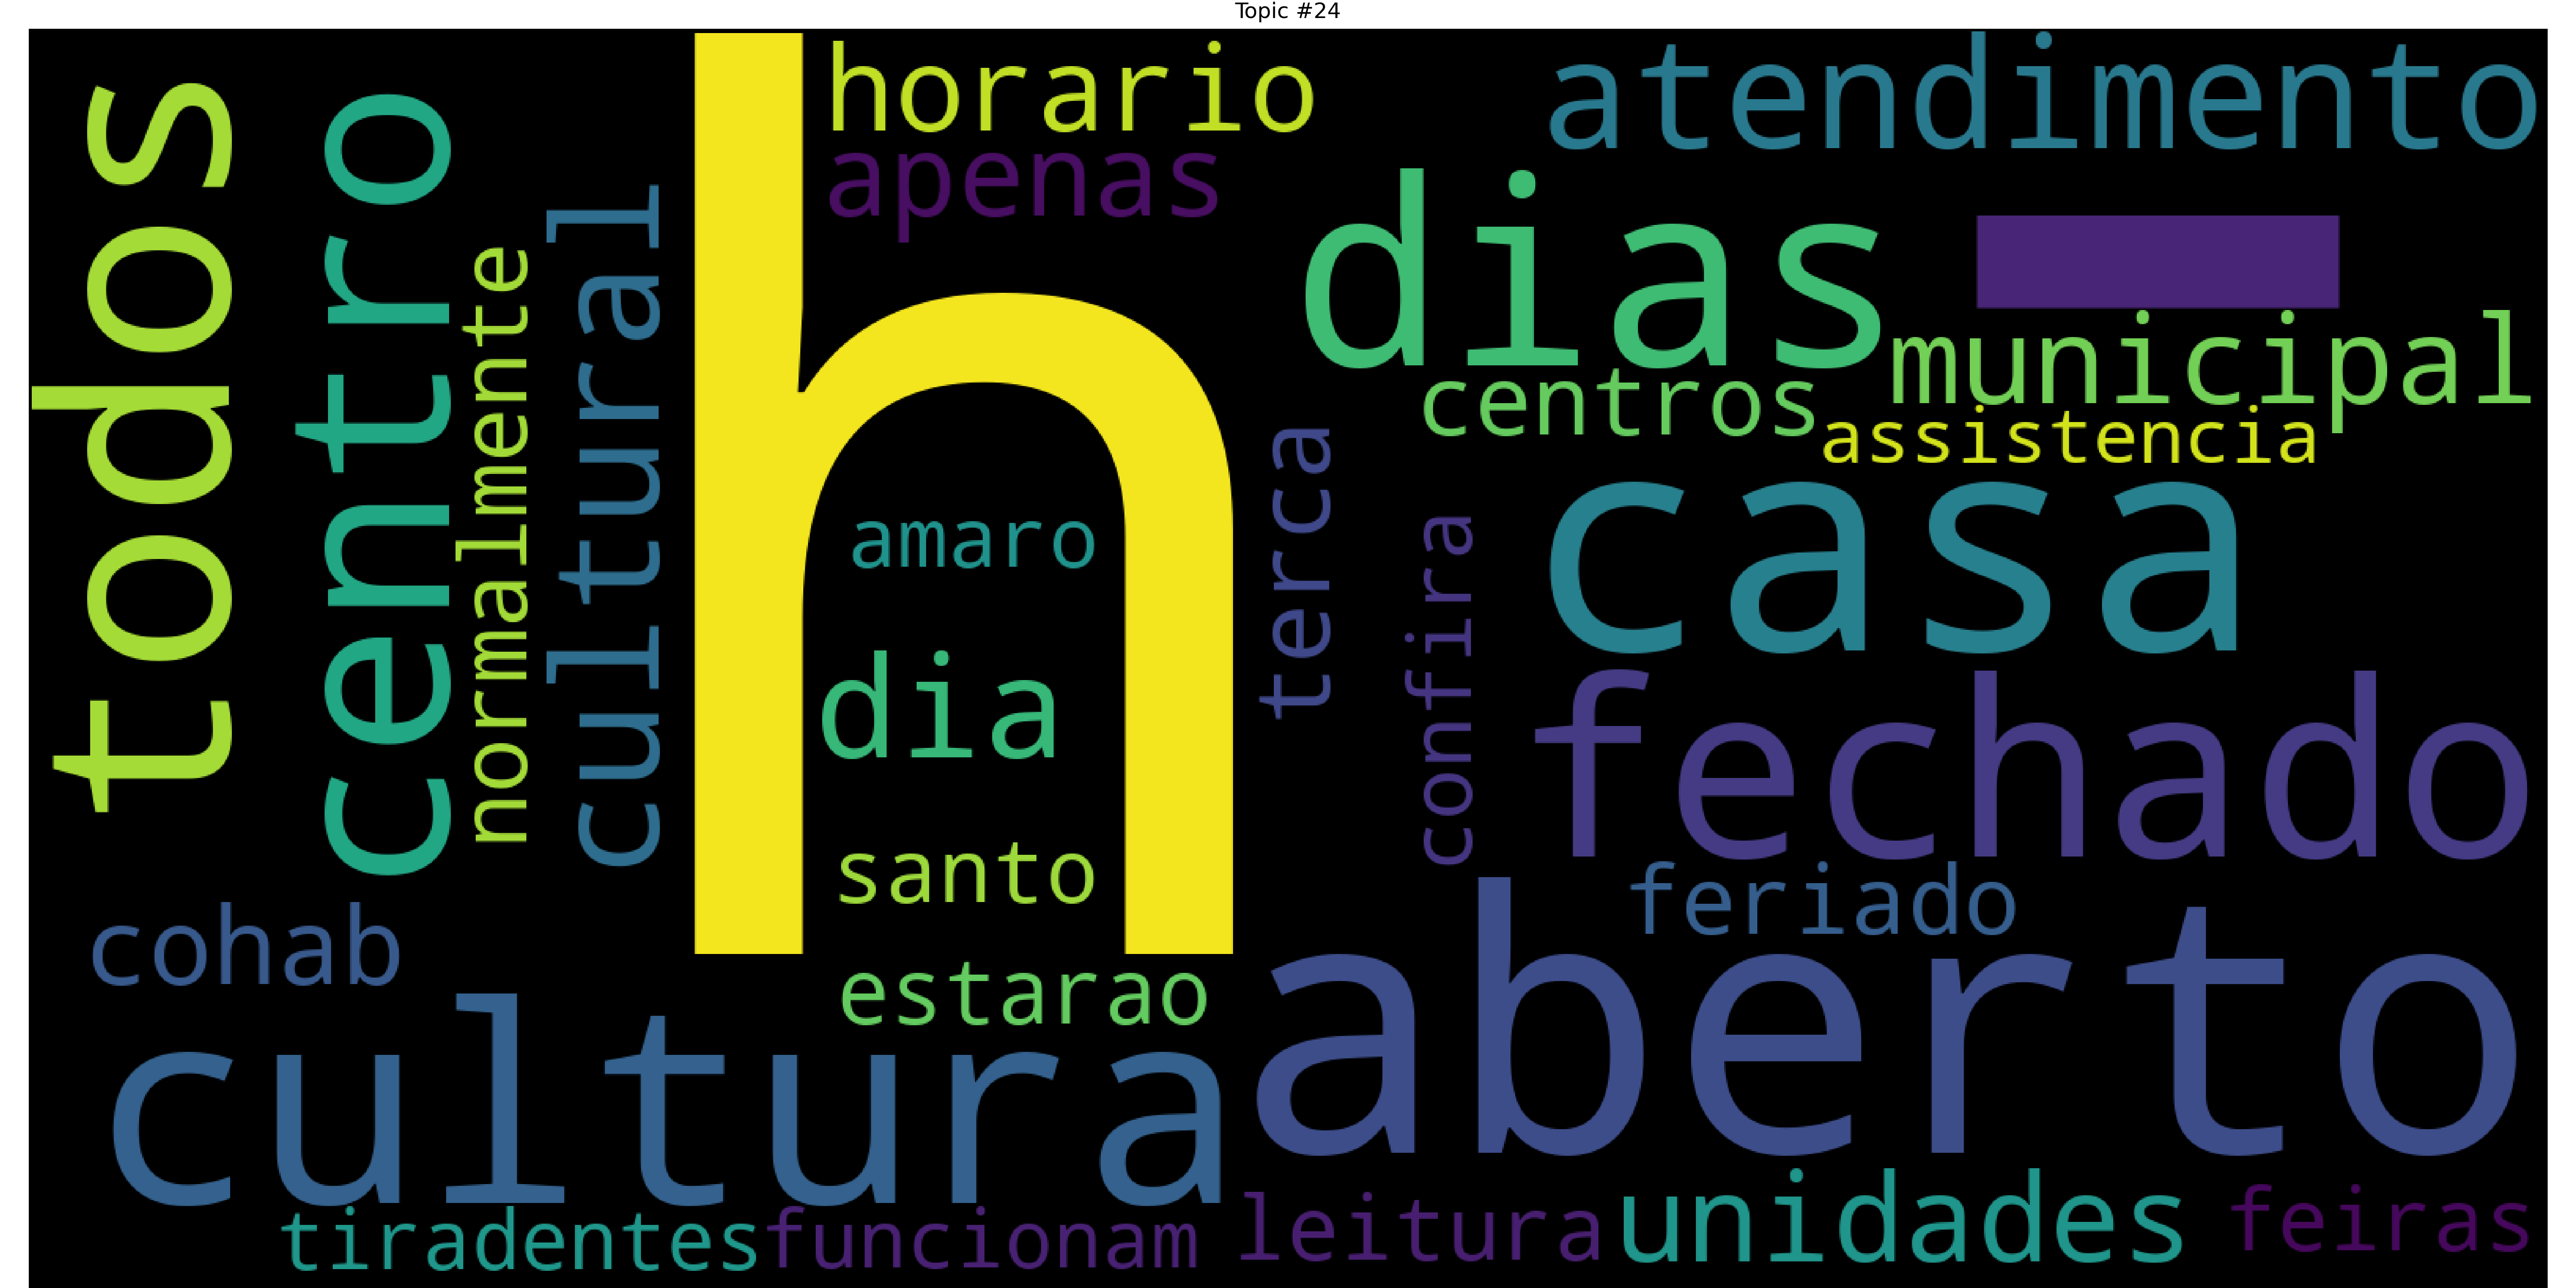 Topic #24
todos
centro
normalmente
cultural
h
horario
apenas
atendimento
dias
municipal
centros
assistencia
amaro
terca
confira
casa
dia
fechado
santo
feriado
cohab
estarao
aberto
cultura
tiradentes
funcionam
leitura
unidades
feiras